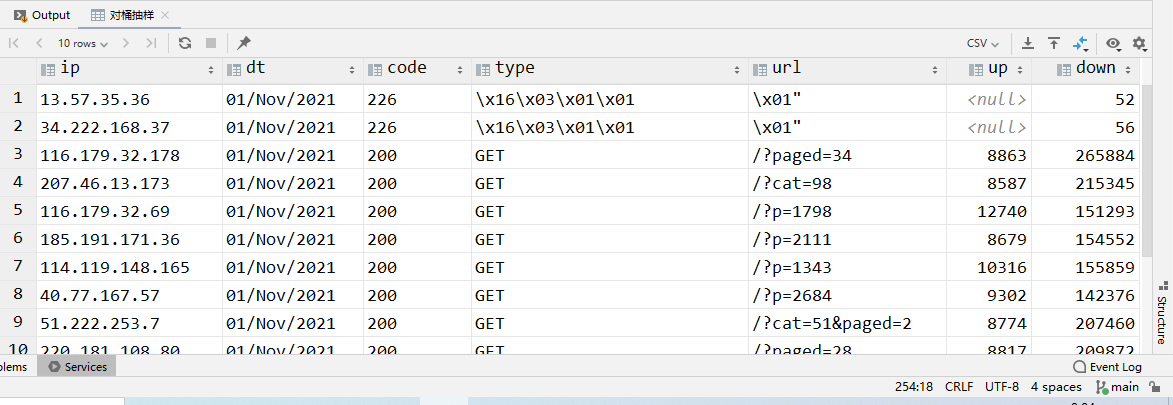 Output 对桶抽样
10 rows CSV
ip dt code type url up down
1 13.57.35.36 01/Nov/2021 226 \x16\x03\x01\x01 \x01" <null> 52
2 34.222.168.37 01/Nov/2021 226 \x16\x03\x01\x01 \x01" <null> 56
3 116.179.32.178 01/Nov/2021 200 GET /?paged=34 8863 265884
4 207.46.13.173 01/Nov/2021 200 GET /?cat=98 8587 215345
5 116.179.32.69 01/Nov/2021 200 GET /?p=1798 12740 151293
6 185.191.171.36 01/Nov/2021 200 GET /?p=2111 8679 154552
7 114.119.148.165 01/Nov/2021 200 GET /?p=1343 10316 155859
8 40.77.167.57 01/Nov/2021 200 GET /?p=2684 9302 142376
9 51.222.253.7 01/Nov/2021 200 GET /?cat=51&paged=2 8774 207460
10 220.181.108.80 01/Nov/2021 200 GET /?paged=28 8817 209872
Structure
blems Services Event Log
254:18 CRLF UTF-8 4 spaces main